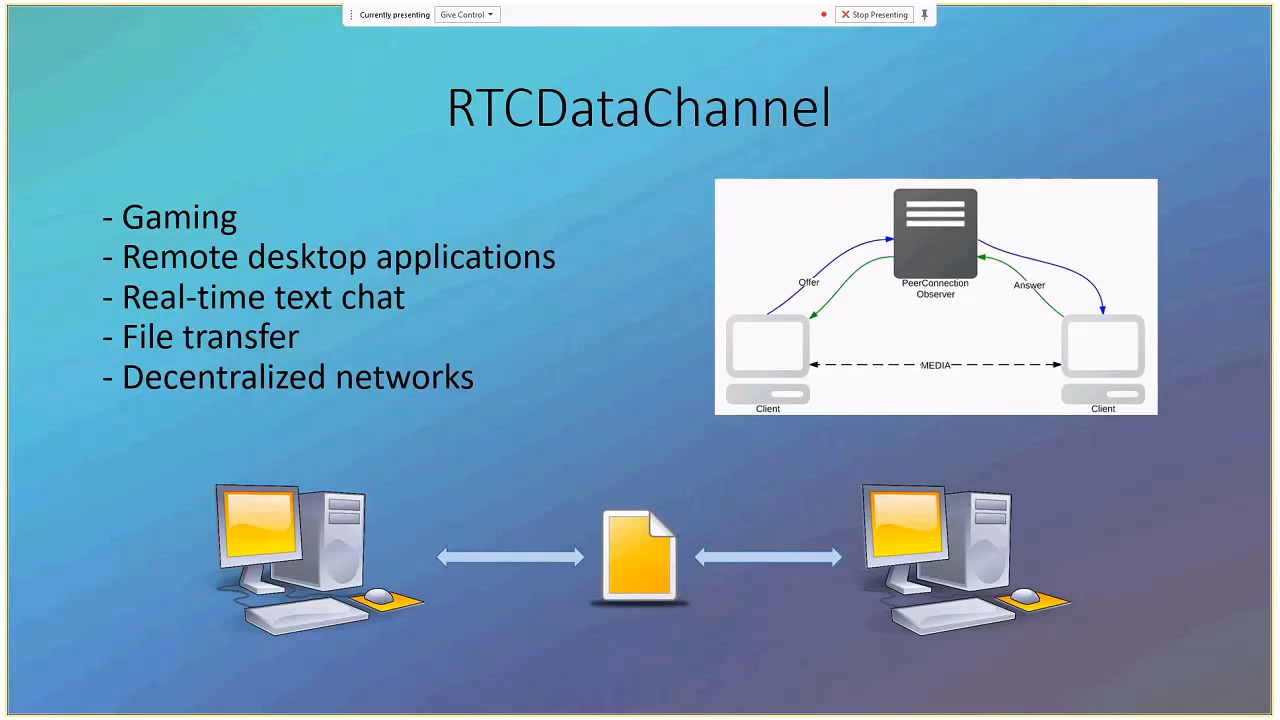 Currently presenting Give Control Stop Presenting
RTCDataChannel
- Gaming
- Remote desktop applications
- Real-time text chat
- File transfer
- Decentralized networks
Offer
PeerConnection
Observer
Answer
MEDIA
Client
Client